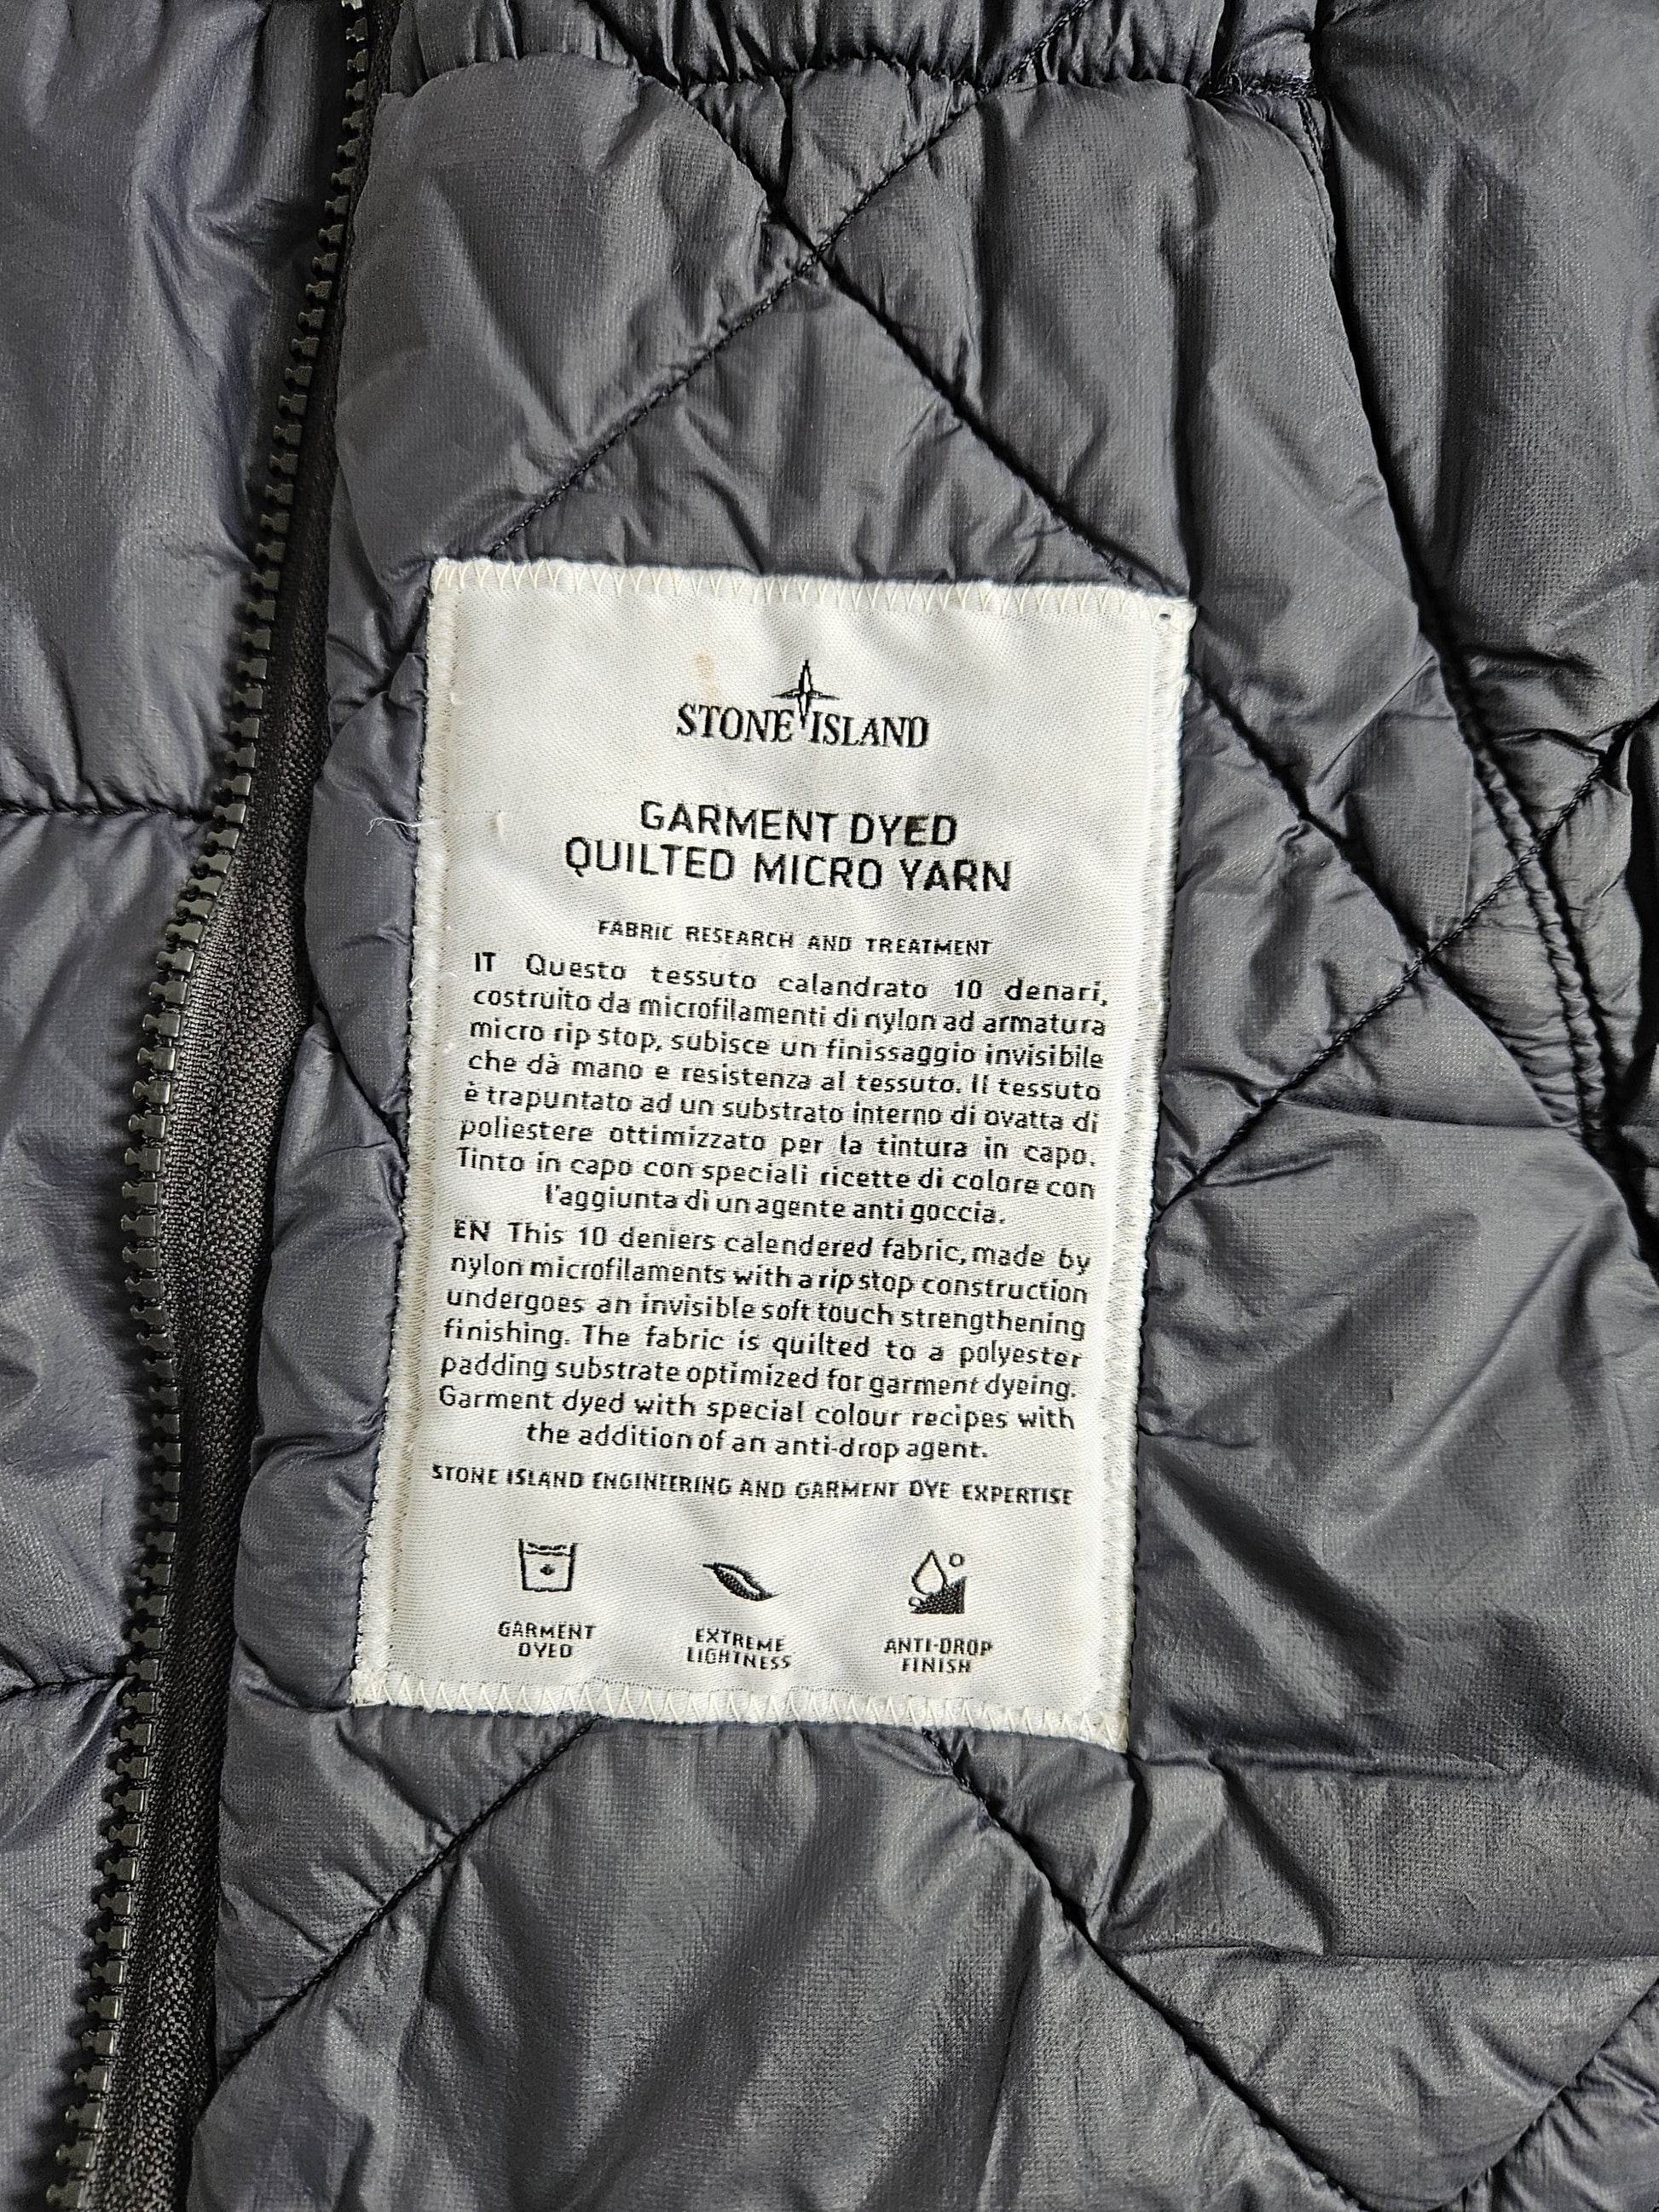 STONE ISLAND
GARMENT DYED
QUILTED MICRO YARN
FABRIC RESEARCH AND TREATMENT
IT Questo tessuto calandrato 10 denari,
costruito da microfilamenti di nylon ad armatura
micro rip stop, subisce un finissaggio invisibile
che dà mano e resistenza al tessuto. Il tessuto
è trapuntato ad un substrato interno di ovatta di
poliestere ottimizzato per la tintura in capo.
Tinto in capo con speciali ricette di colore con
l'aggiunta di un agente anti goccia.
EN This 10 deniers calendered fabric, made by
nylon microfilaments with a rip stop construction
undergoes an invisible soft touch strengthening
finishing. The fabric is quilted to a polyester
padding substrate optimized for garment dyeing.
Garment dyed with special colour recipes with
the addition of an anti-drop agent.
STONE ISLAND ENGINEERING AND GARMENT DYE EXPERTISE
GARMENT DYED
EXTREME LIGHTNESS
ANTI-DROP FINISH